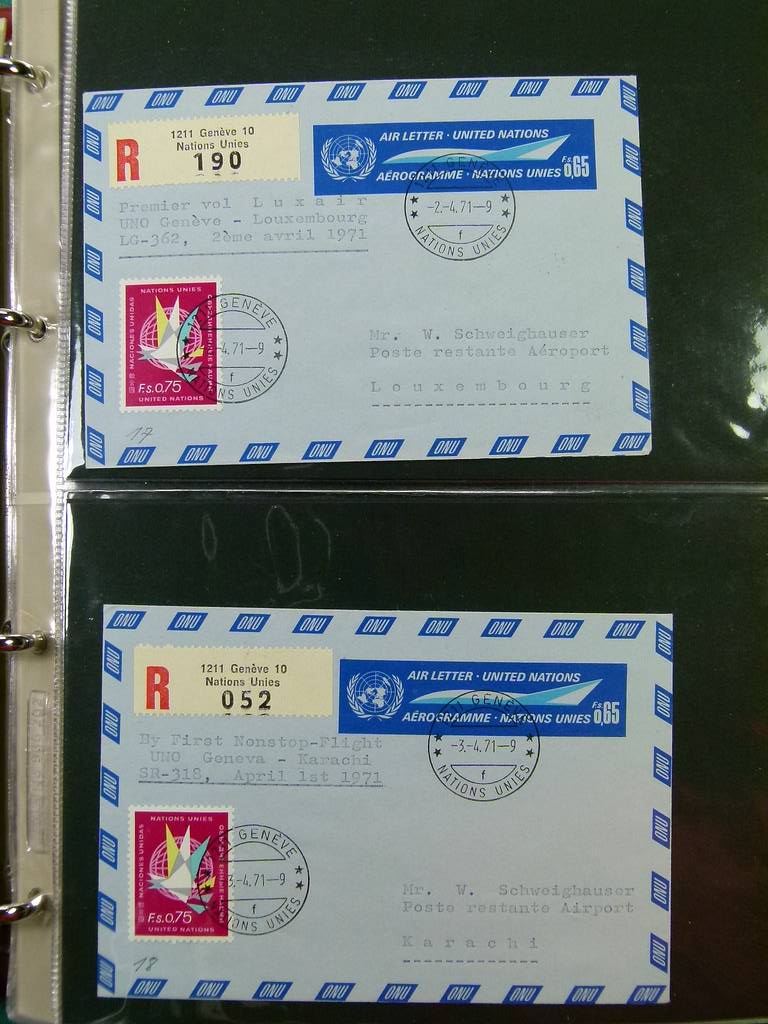 ONU ONU ONU ONU ONU ONU ONU ONU ONU
R
1211 Genève 10
Nations Unies
190
AIR LETTER · UNITED NATIONS
AÉROGRAMME · NATIONS UNIES
F.s. 0,65
Premier vol Luxair
UNO Genève - Louxembourg
LG-362, 2ème avril 1971
GENÈVE
-2.-4.71-9
f
NATIONS UNIES
NATIONS UNIES
NACIONES UNIDAS
F.s.0,75
UNITED NATIONS
GENÈVE
4.71-9
f
NS UNIES
Mr. W. Schweighauser
Poste restante Aéroport
Louxembourg
17
ONU ONU ONU ONU ONU ONU ONU ONU ONU
ONU ONU ONU ONU ONU ONU ONU ONU ONU
R
1211 Genève 10
Nations Unies
052
AIR LETTER · UNITED NATIONS
AÉROGRAMME · NATIONS UNIES
F.s. 0,65
By First Nonstop-Flight
UNO Geneva - Karachi
SR-318, April 1st 1971
GENÈVE
-3.-4.71-9
f
NATIONS UNIES
NATIONS UNIES
NACIONES UNIDAS
F.s.0,75
UNITED NATIONS
GENÈVE
3.-4.71-9
f
IONS UNIES
Mr. W. Schweighauser
Poste restante Airport
Karachi
18
ONU ONU ONU ONU ONU ONU ONU ONU ONU